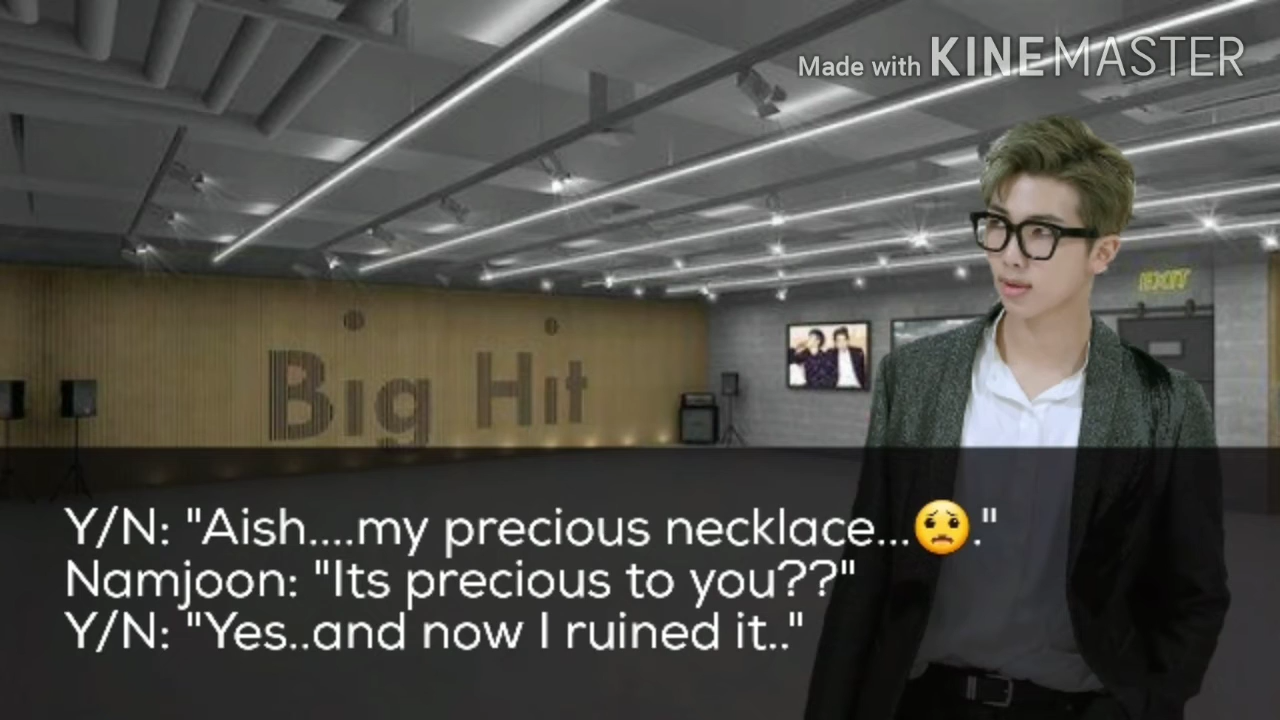 Made with KINEMASTER
EXIT
Big Hit
Y/N: "Aish....my precious necklace...😟."
Namjoon: "Its precious to you??"
Y/N: "Yes..and now I ruined it.."